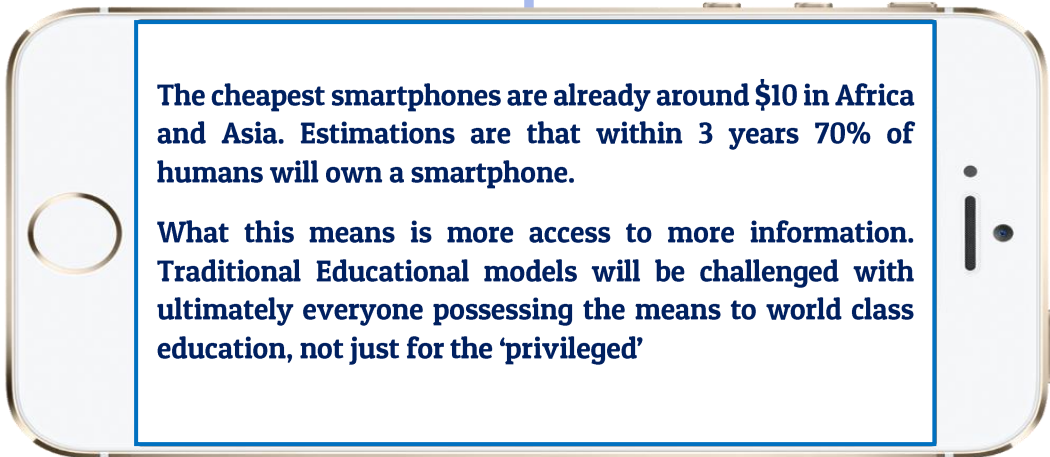 The cheapest smartphones are already around $10 in Africa
and Asia. Estimations are that within 3 years 70% of
humans will own a smartphone.
What this means is more access to more information.
Traditional Educational models will be challenged with
ultimately everyone possessing the means to world class
education, not just for the ‘privileged’